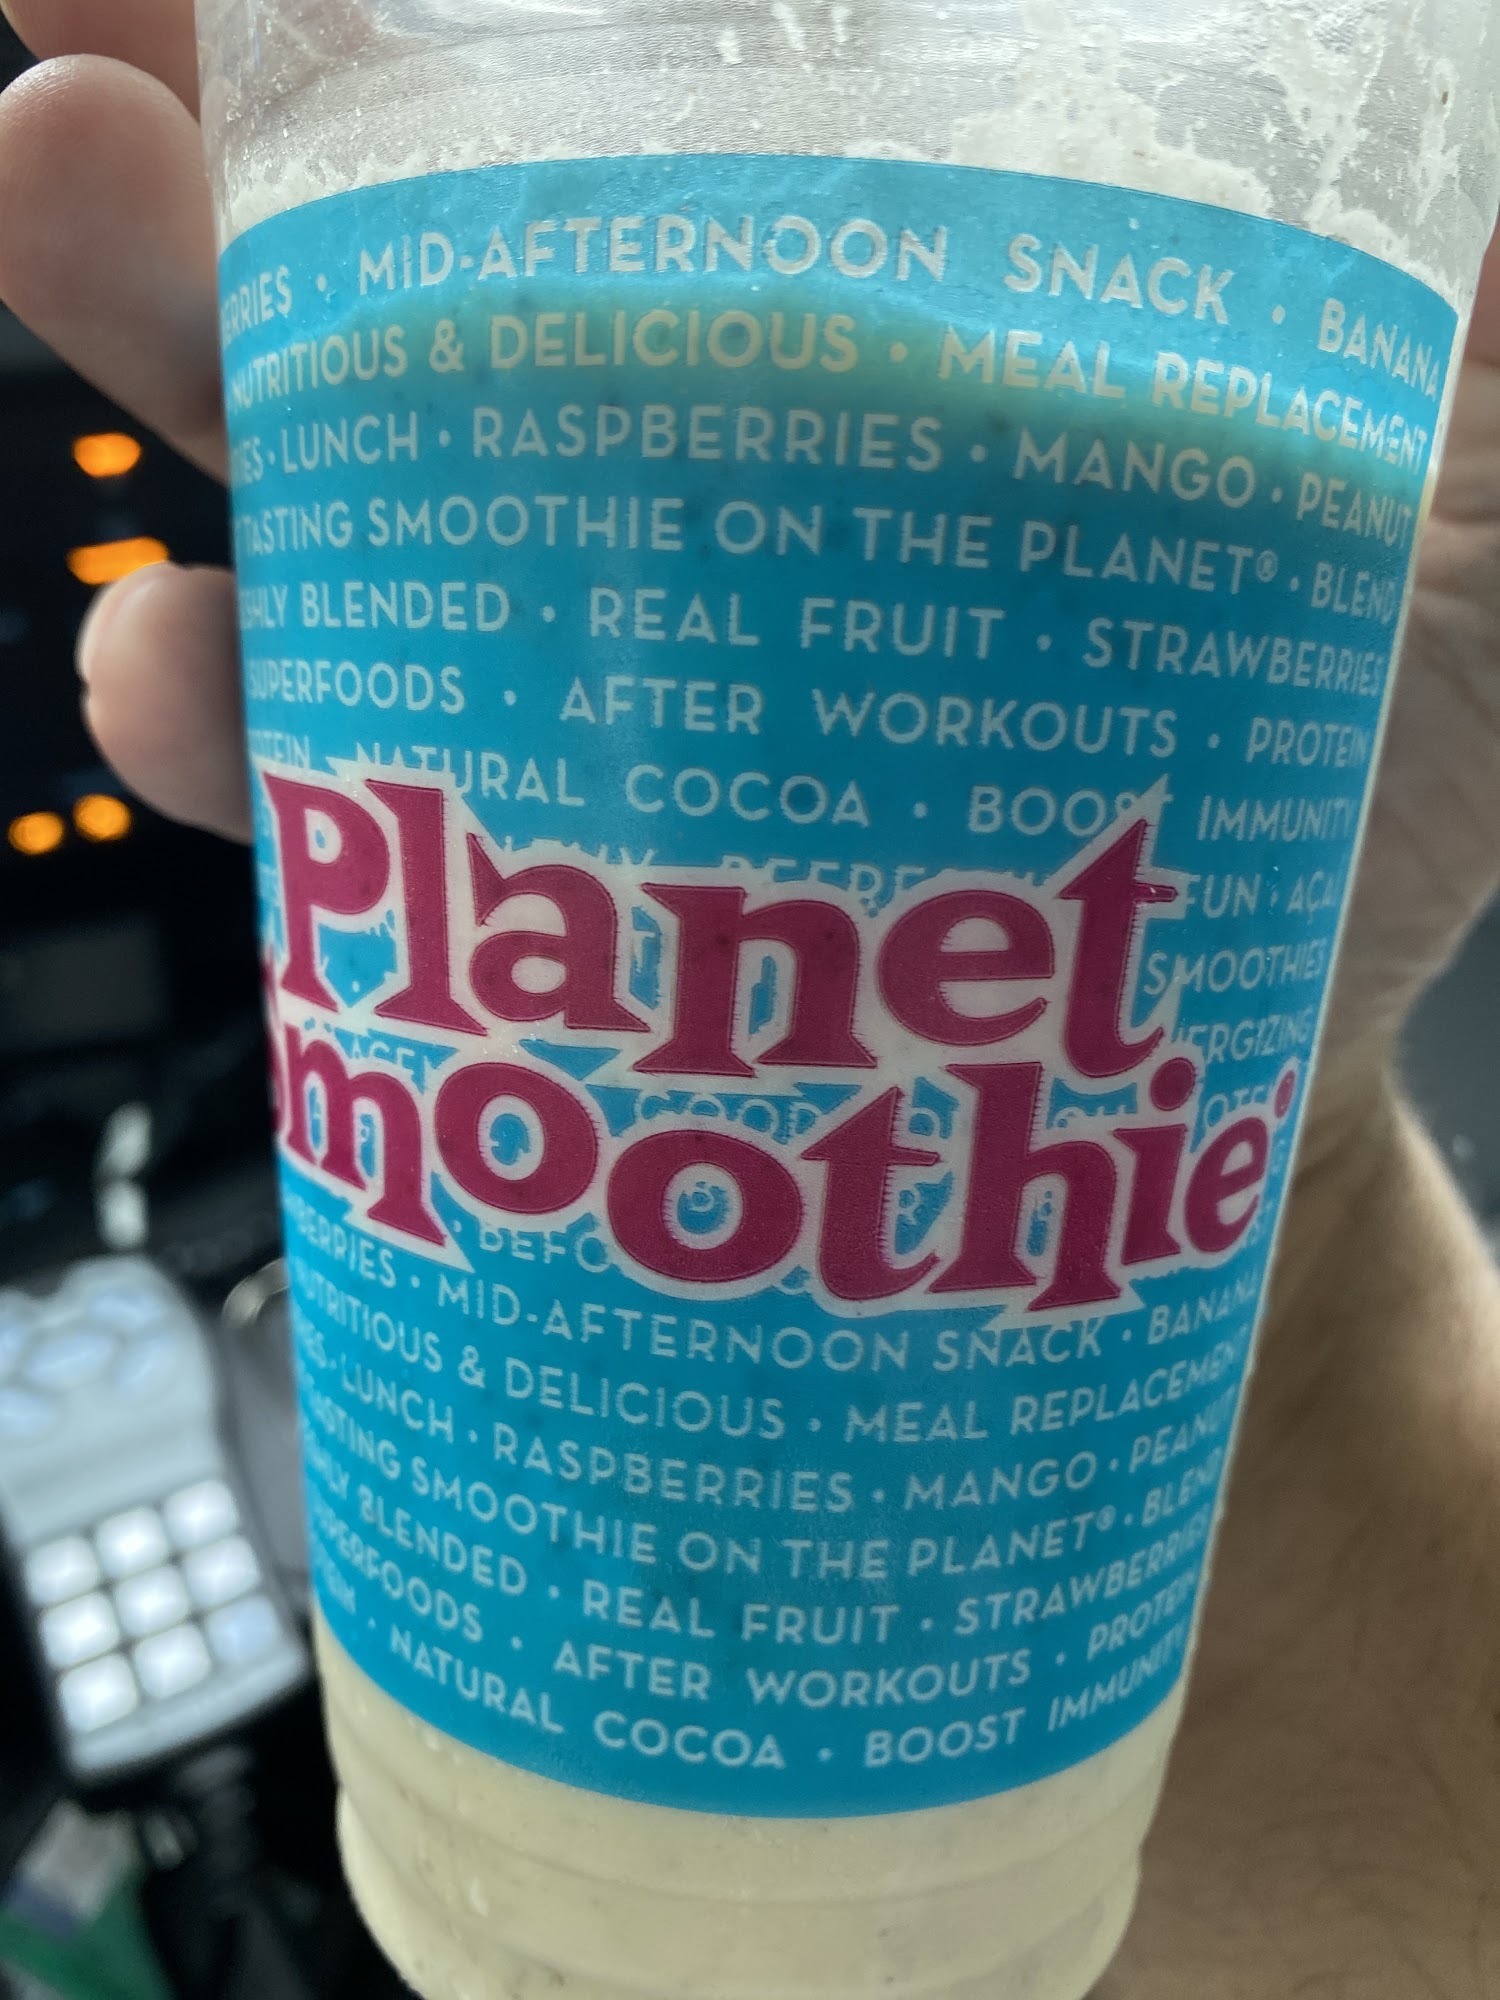 MID-AFTERNOON SNACK • BANANA
NUTRITIOUS & DELICIOUS • MEAL REPLACEMENT
• LUNCH • RASPBERRIES • MANGO • PEANUT
TASTING SMOOTHIE ON THE PLANET® •
BLENDED • REAL FRUIT • STRAWBERRIES
SUPERFOODS • AFTER WORKOUTS • PROTEIN
NATURAL COCOA • BOOST IMMUNITY
FUN • AÇAI
SMOOTHIES
Planet
Smoothie®
• MID-AFTERNOON SNACK • BANANA
NUTRITIOUS & DELICIOUS • MEAL REPLACEMENT
• LUNCH • RASPBERRIES • MANGO • PEANUT
TASTING SMOOTHIE ON THE PLANET® •
BLENDED • REAL FRUIT • STRAWBERRIES
SUPERFOODS • AFTER WORKOUTS • PROTEIN
• NATURAL COCOA • BOOST IMMUNITY